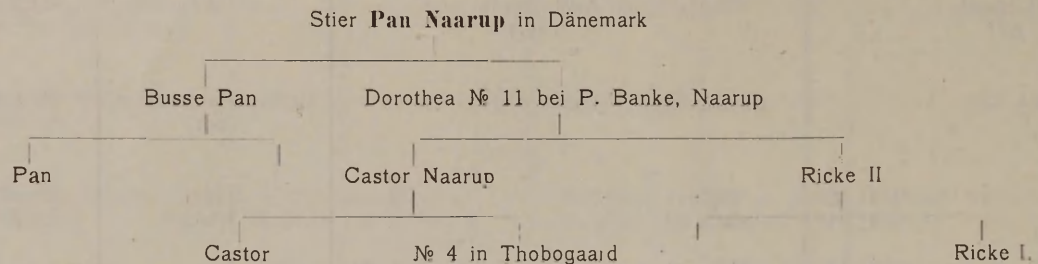 Stier Pan Naarup in Dänemark
Busse Pan Dorothea № 11 bei P. Banke, Naarup
Pan Castor Naarup Ricke II
Castor № 4 in Thobogaard Ricke I.